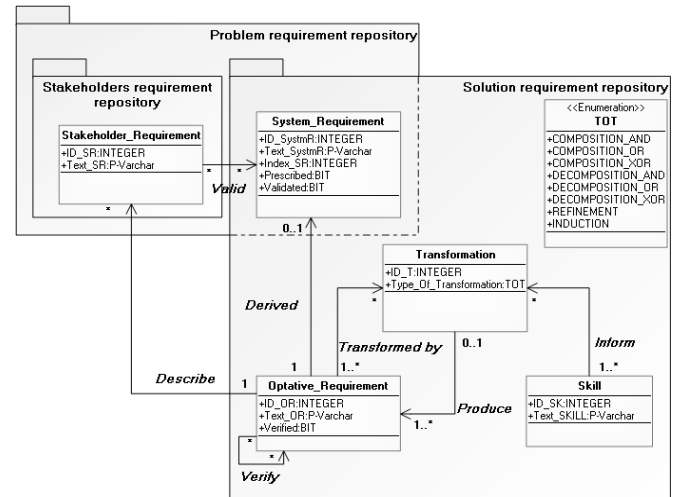 Problem requirement repository
Stakeholders requirement
repository
Solution requirement repository
<<Enumeration>>
TOT
+COMPOSITION_AND
+COMPOSITION_OR
+COMPOSITION_XOR
+DECOMPOSITION_AND
+DECOMPOSITION_OR
+DECOMPOSITION_XOR
+REFINEMENT
+INDUCTION
System_Requirement
+ID_SystmR:INTEGER
+Text_SystmR:P-Varchar
+Index_SR:INTEGER
+Prescribed:BIT
+Validated:BIT
Stakeholder_Requirement
+ID_SR:INTEGER
+Text_SR:P-Varchar
* *
Valid
*
0..1
Transformation
+ID_T:INTEGER
+Type_Of_Transformation:TOT
* *
Derived
Transformed by
0..1
Inform
Describe
1
1
1..*
Produce
1..*
1..*
Optative_Requirement
+ID_OR:INTEGER
+Text_OR:P-Varchar
+Verified:BIT
*
*
Verify
Skill
+ID_SK:INTEGER
+Text_SKILL:P-Varchar